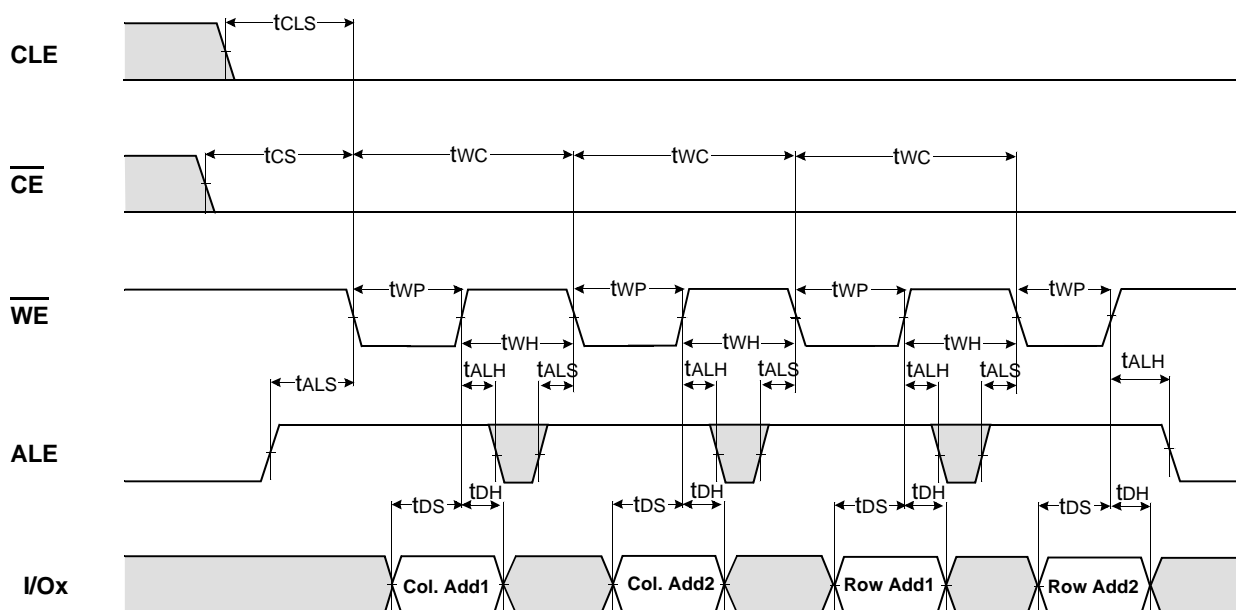 CLE
tCLS
CE
tCS
tWC
tWC
tWC
WE
tWP
tWP
tWP
tWP
tWH
tWH
tWH
tALS
tALH
tALS
tALH
tALS
tALH
tALS
tALH
ALE
tDS
tDH
tDS
tDH
tDS
tDH
tDS
tDH
I/Ox
Col. Add1
Col. Add2
Row Add1
Row Add2